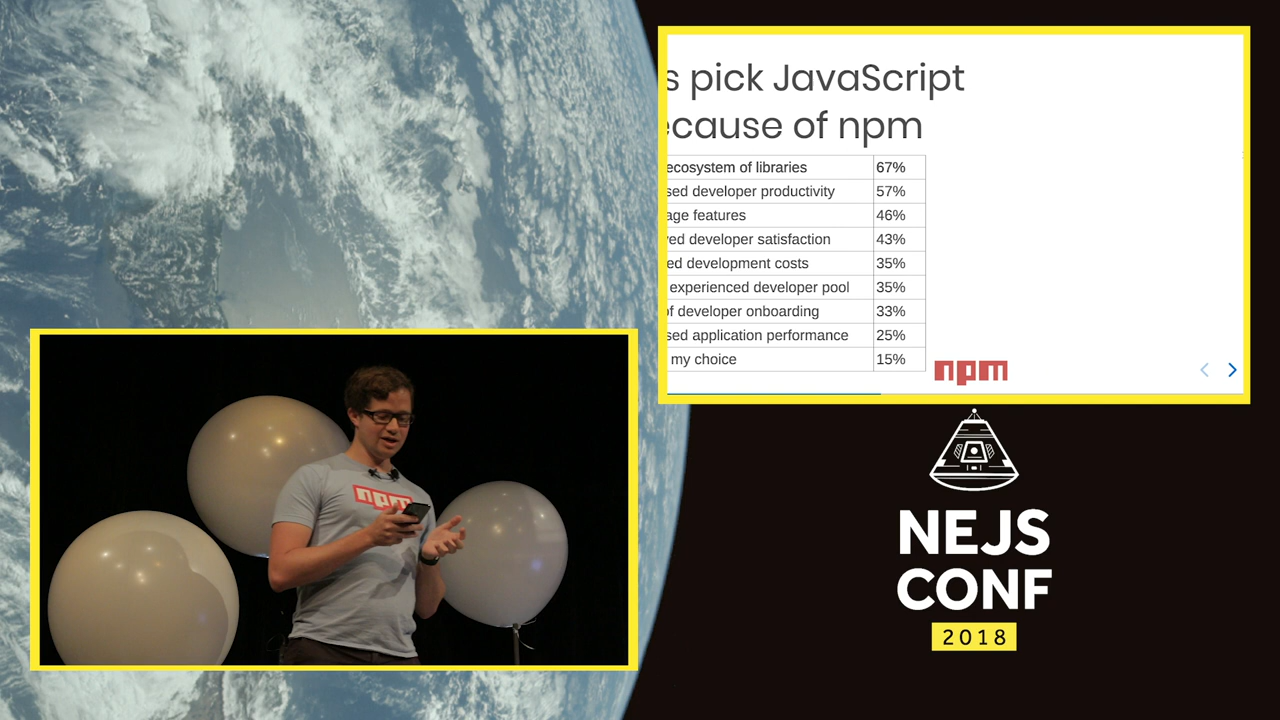 s pick JavaScript
ecause of npm
ecosystem of libraries 67%
sed developer productivity 57%
age features 46%
ved developer satisfaction 43%
ed development costs 35%
experienced developer pool 35%
of developer onboarding 33%
sed application performance 25%
my choice 15%
npm
npm
NEJS
CONF
2018